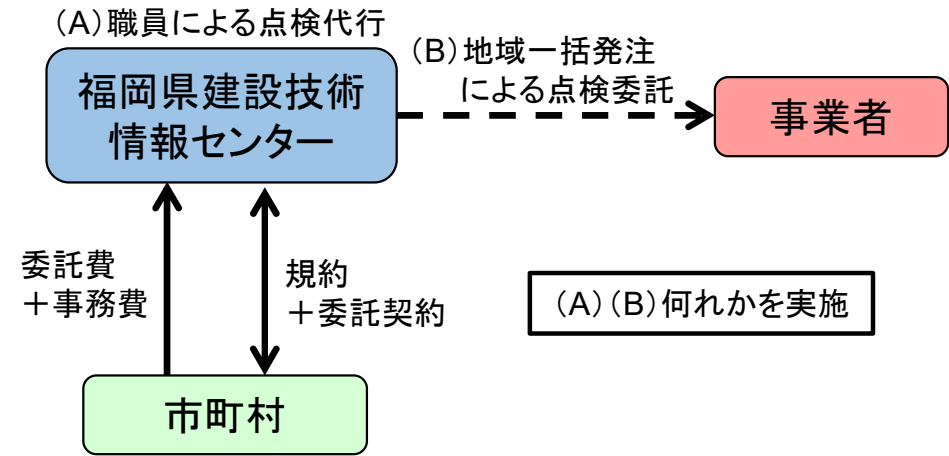 (A)職員による点検代行
(B)地域一括発注
による点検委託
福岡県建設技術
情報センター
事業者
委託費
＋事務費
規約
＋委託契約
(A)(B)何れかを実施
市町村